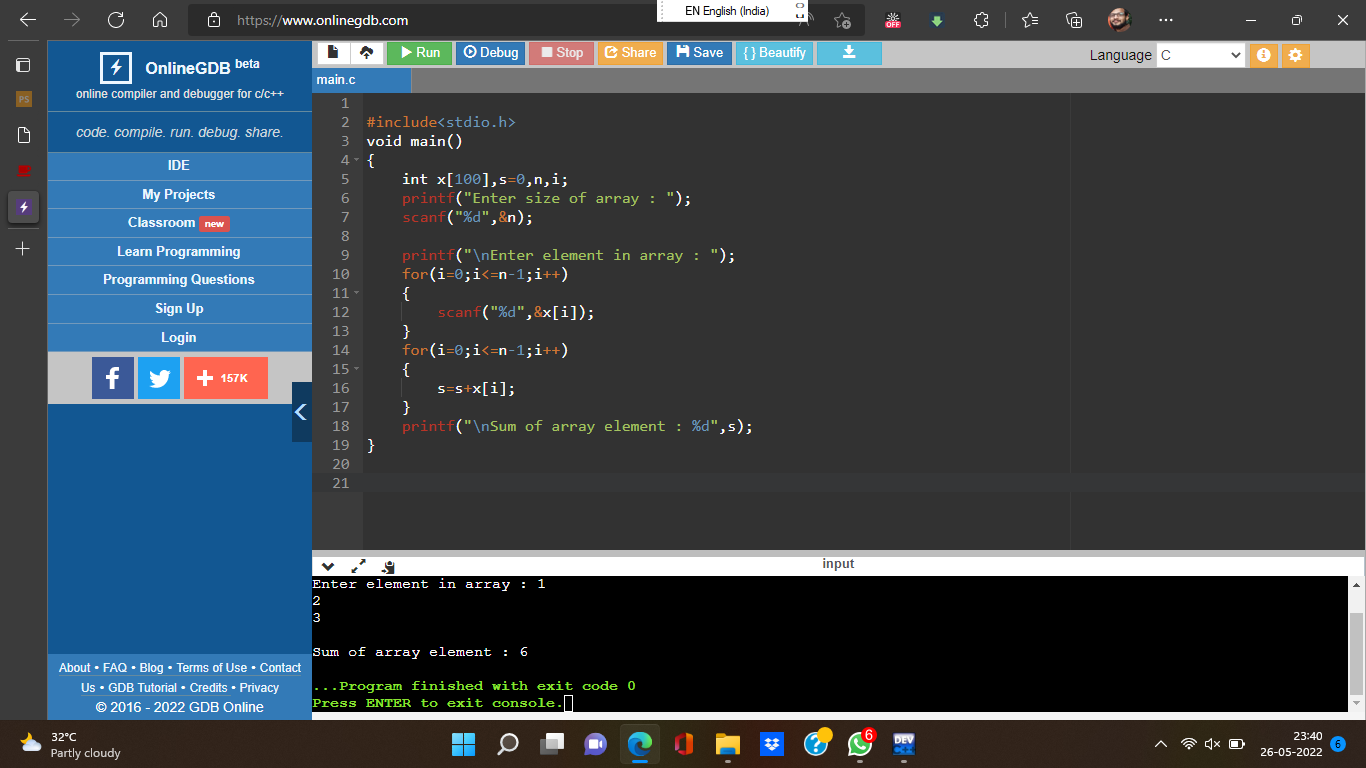 EN English (India)
https://www.onlinegdb.com
OFF
OnlineGDB beta
online compiler and debugger for c/c++
code. compile. run. debug. share.
IDE
My Projects
Classroom new
Learn Programming
Programming Questions
Sign Up
Login
157K
About • FAQ • Blog • Terms of Use • Contact
Us • GDB Tutorial • Credits • Privacy
© 2016 - 2022 GDB Online
Run Debug Stop Share Save { } Beautify
Language C
main.c
1
2 #include<stdio.h>
3 void main()
4 {
5 int x[100],s=0,n,i;
6 printf("Enter size of array : ");
7 scanf("%d",&n);
8
9 printf("\nEnter element in array : ");
10 for(i=0;i<=n-1;i++)
11 {
12 scanf("%d",&x[i]);
13 }
14 for(i=0;i<=n-1;i++)
15 {
16 s=s+x[i];
17 }
18 printf("\nSum of array element : %d",s);
19 }
20
21
input
Enter element in array : 1
2
3
Sum of array element : 6
...Program finished with exit code 0
Press ENTER to exit console.
32°C
Partly cloudy
6
DEV
23:40
26-05-2022
6